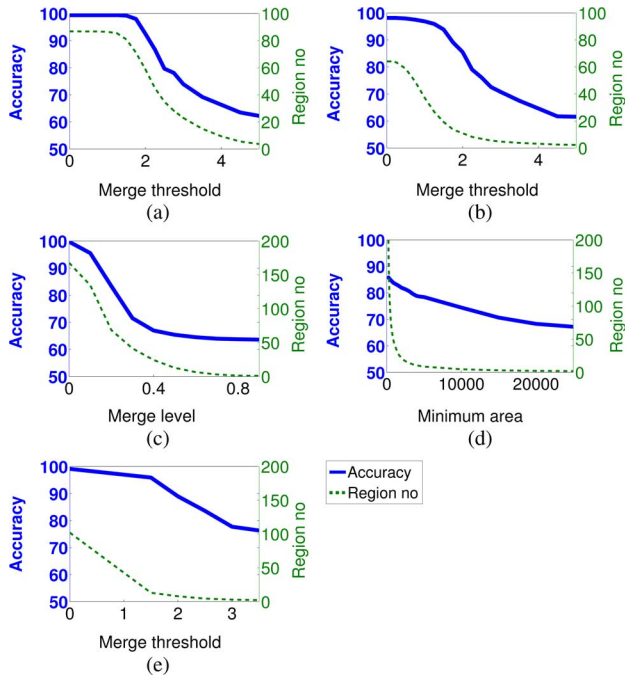 100
90
80
70
60
50
Accuracy
100
80
60
40
20
0
Region no
0 2 4
Merge threshold
(a)
100
90
80
70
60
50
Accuracy
100
80
60
40
20
0
Region no
0 2 4
Merge threshold
(b)
100
90
80
70
60
50
Accuracy
200
150
100
50
0
Region no
0 0.4 0.8
Merge level
(c)
100
90
80
70
60
50
Accuracy
200
150
100
50
0
Region no
0 10000 20000
Minimum area
(d)
100
90
80
70
60
50
Accuracy
200
150
100
50
0
Region no
0 1 2 3
Merge threshold
(e)
Accuracy
Region no